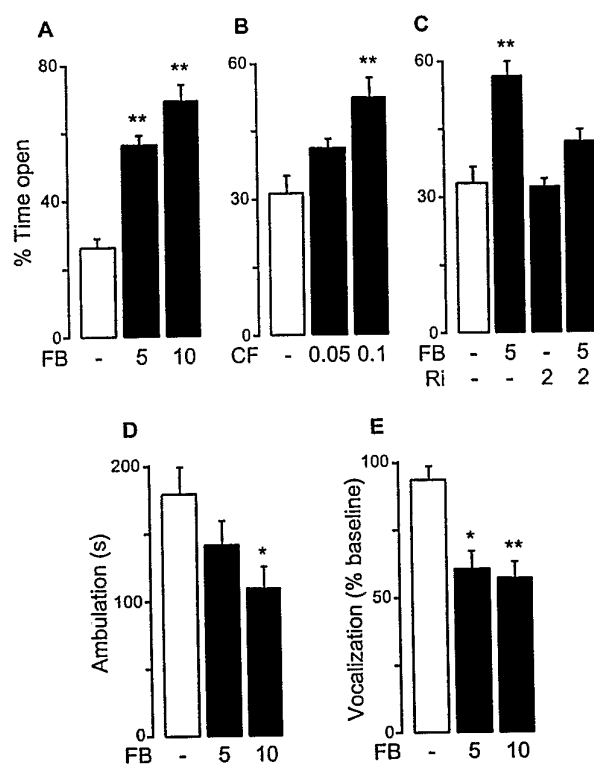 A
B
C
80
**
**
40
0
% Time open
FB - 5 10
60
**
30
0
CF - 0.05 0.1
60
**
30
0
FB - 5 - 5
Ri - - 2 2
D
E
200
*
100
0
Ambulation (s)
FB - 5 10
100
*
**
50
0
Vocalization (% baseline)
FB - 5 10